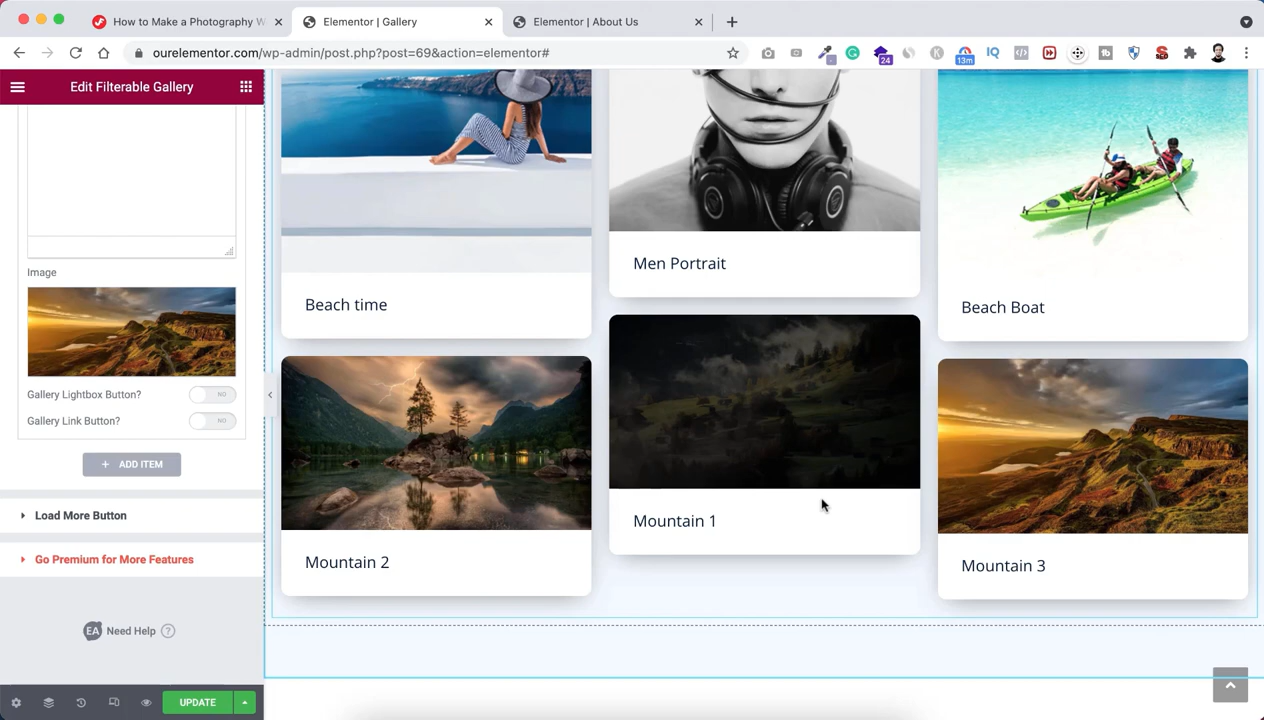 How to Make a Photography W
Elementor | Gallery
Elementor | About Us
ourelementor.com/wp-admin/post.php?post=69&action=elementor#
24
IQ
13m
Edit Filterable Gallery
Image
Gallery Lightbox Button?
NO
Gallery Link Button?
NO
ADD ITEM
Load More Button
Go Premium for More Features
EA Need Help ?
UPDATE
Beach time
Men Portrait
Beach Boat
Mountain 2
Mountain 1
Mountain 3